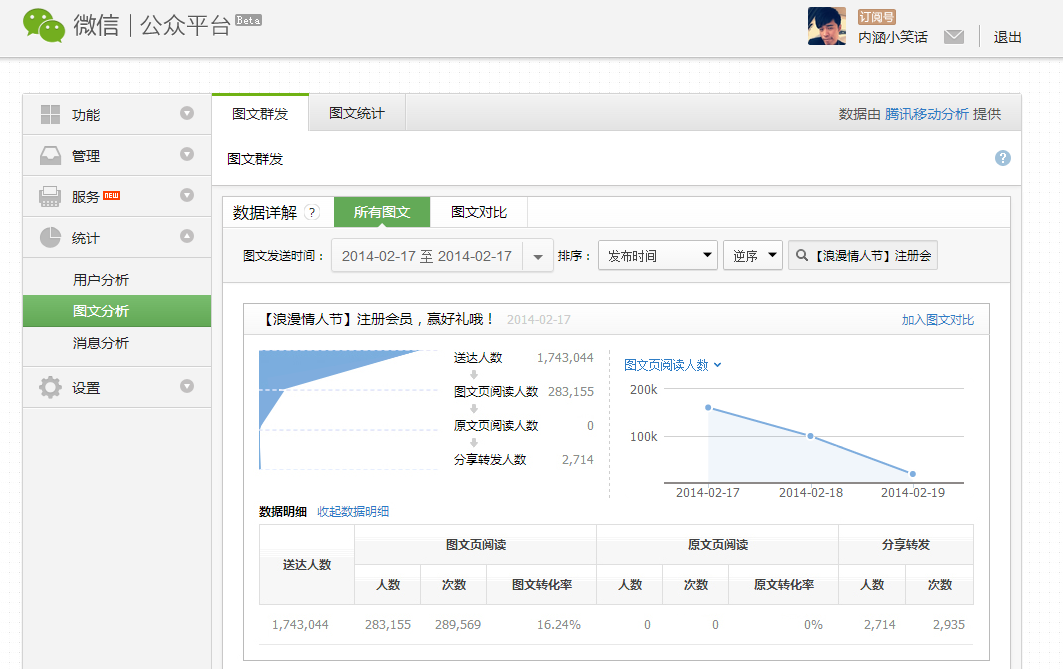 微信 | 公众平台 Beta
订阅号
内涵小笑话
退出
功能
管理
服务 NEW
统计
用户分析
图文分析
消息分析
设置
图文群发
图文统计
数据由 腾讯移动分析 提供
图文群发
?
数据详解 ?
所有图文
图文对比
图文发送时间：
2014-02-17 至 2014-02-17
排序：
发布时间
逆序
【浪漫情人节】注册会
【浪漫情人节】注册会员，赢好礼哦！ 2014-02-17
加入图文对比
送达人数 1,743,044
图文页阅读人数 283,155
原文页阅读人数 0
分享转发人数 2,714
图文页阅读人数
200k
100k
2014-02-17 2014-02-18 2014-02-19
数据明细 收起数据明细
送达人数 图文页阅读 原文页阅读 分享转发
人数 次数 图文转化率 人数 次数 原文转化率 人数 次数
1,743,044 283,155 289,569 16.24% 0 0 0% 2,714 2,935